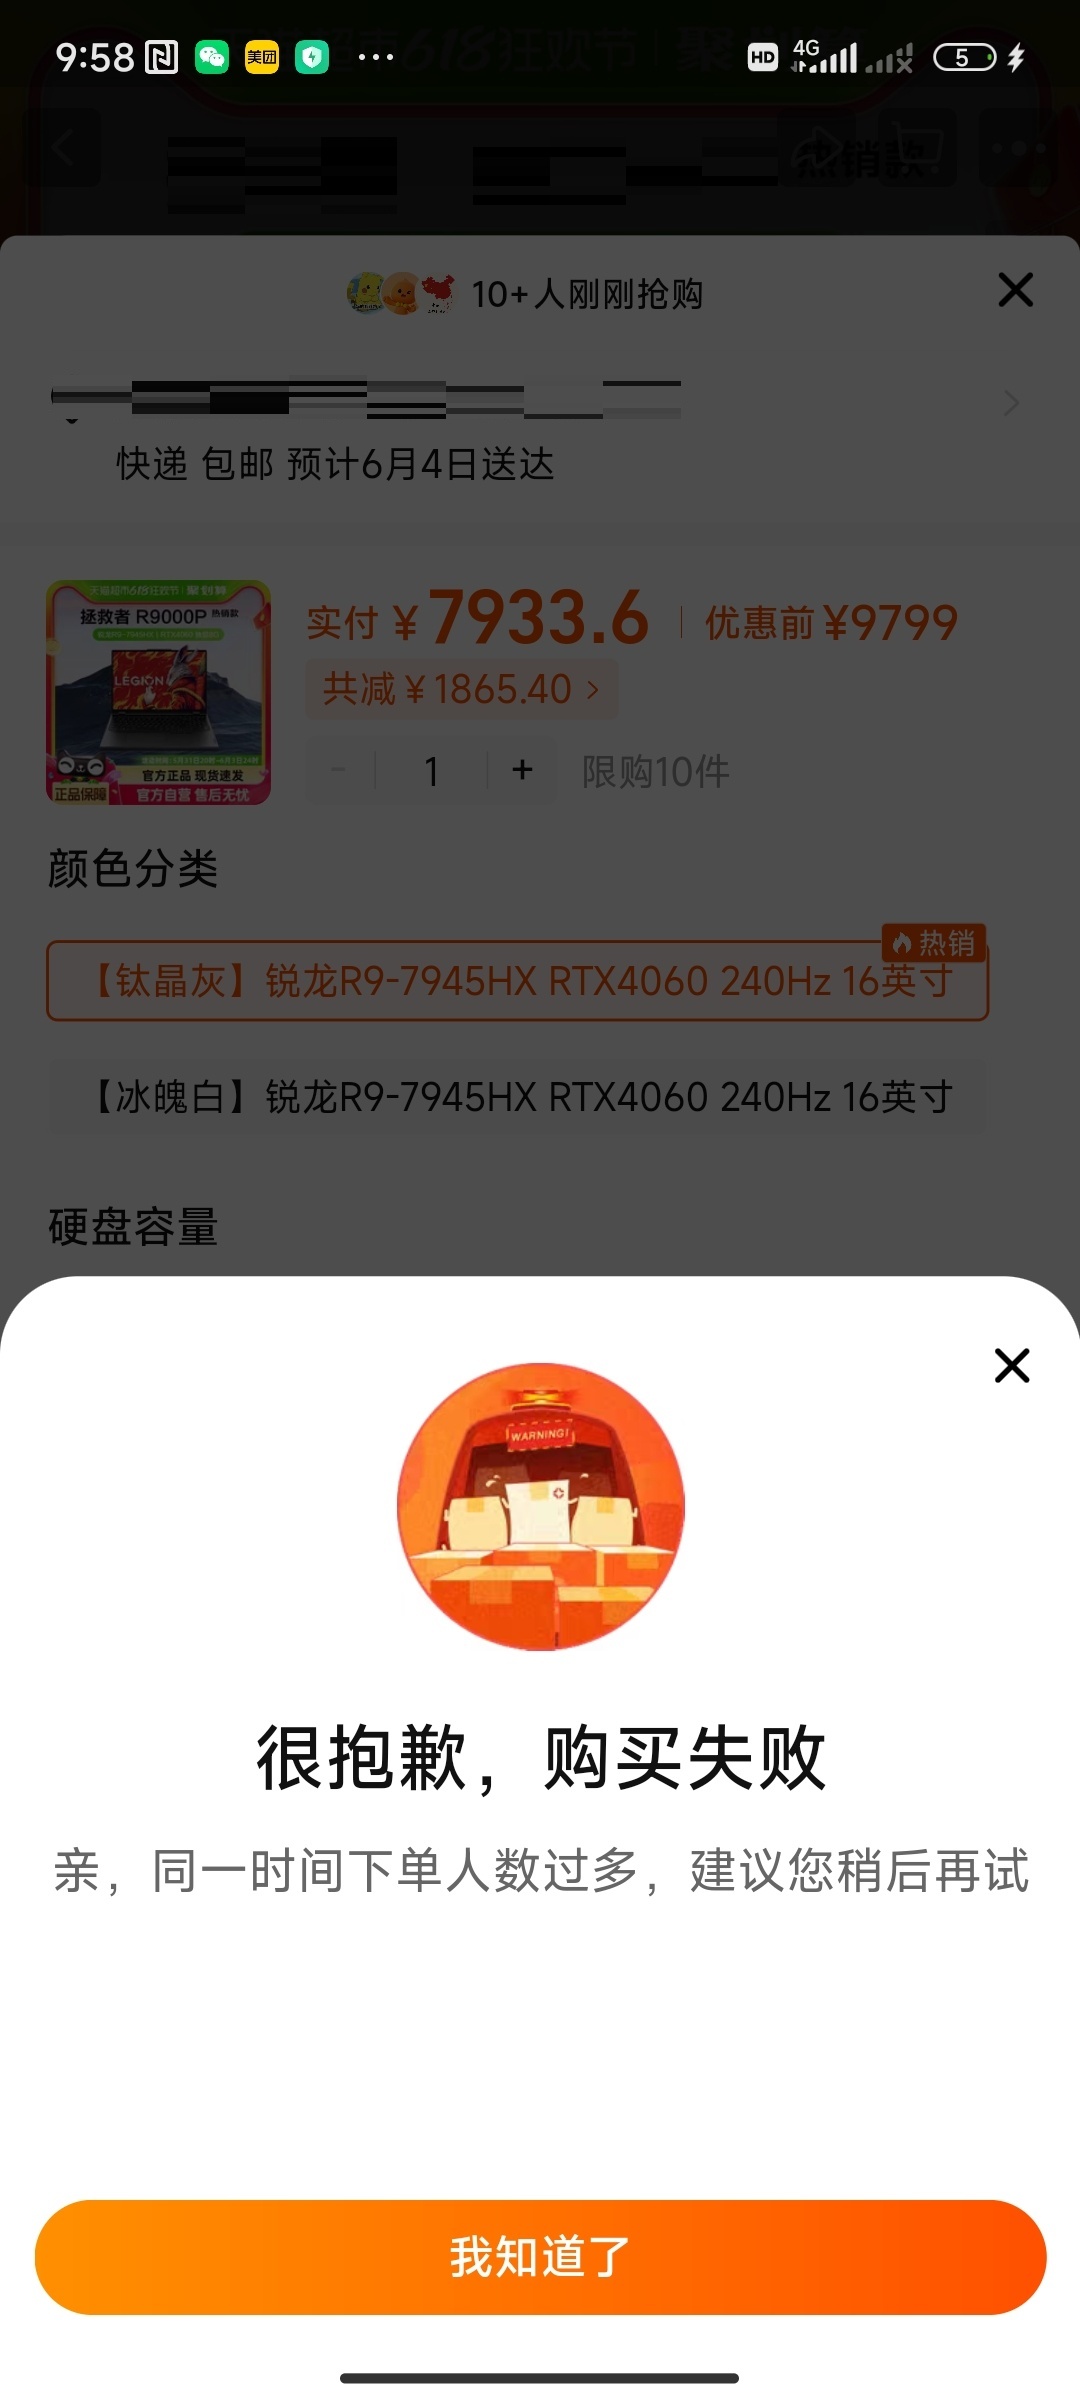 9:58
美团
HD 4G 5
热销款
10+人刚刚抢购
快递 包邮 预计6月4日送达
天猫超市618狂欢节 聚划算
拯救者 R9000P 热销款
LEGION
官方正品 现货速发
正品保障 官方自营 售后无忧
实付 ¥7933.6 优惠前¥9799
共减¥1865.40 >
- 1 + 限购10件
颜色分类
热销
【钛晶灰】锐龙R9-7945HX RTX4060 240Hz 16英寸
【冰魄白】锐龙R9-7945HX RTX4060 240Hz 16英寸
硬盘容量
WARNING!
很抱歉，购买失败
亲，同一时间下单人数过多，建议您稍后再试
我知道了